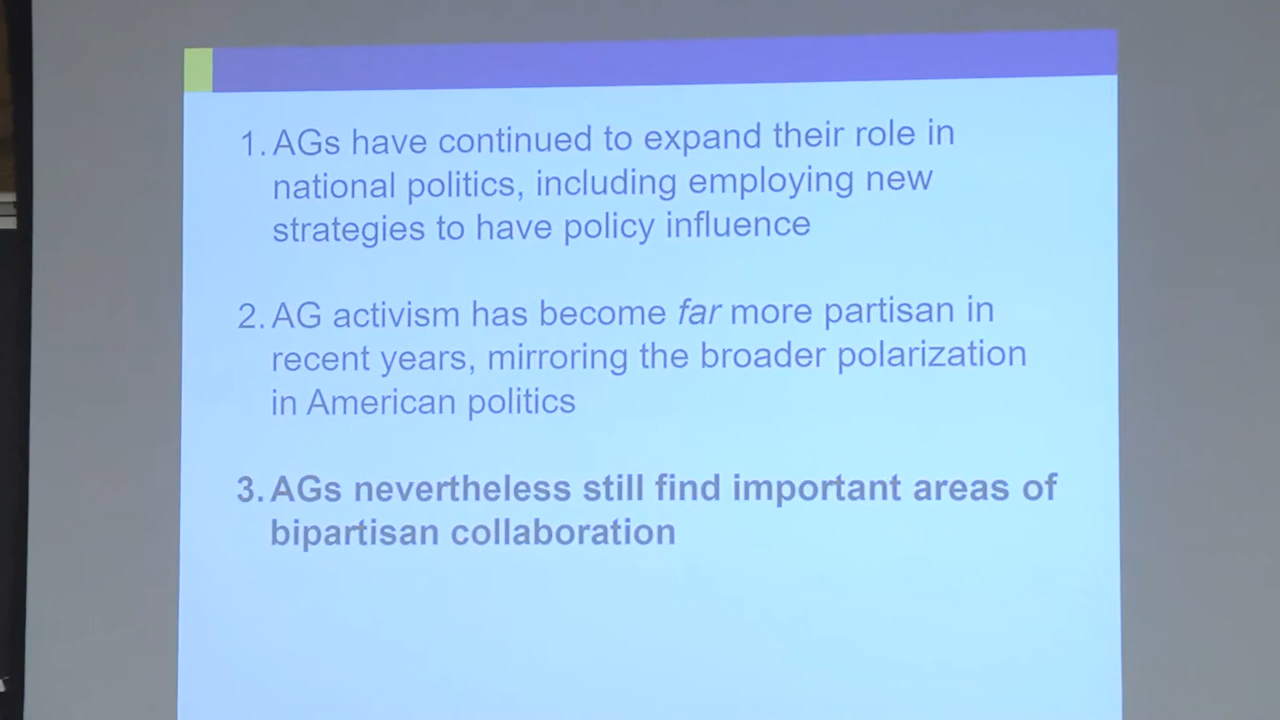 1. AGs have continued to expand their role in
national politics, including employing new
strategies to have policy influence
2. AG activism has become far more partisan in
recent years, mirroring the broader polarization
in American politics
3. AGs nevertheless still find important areas of
bipartisan collaboration